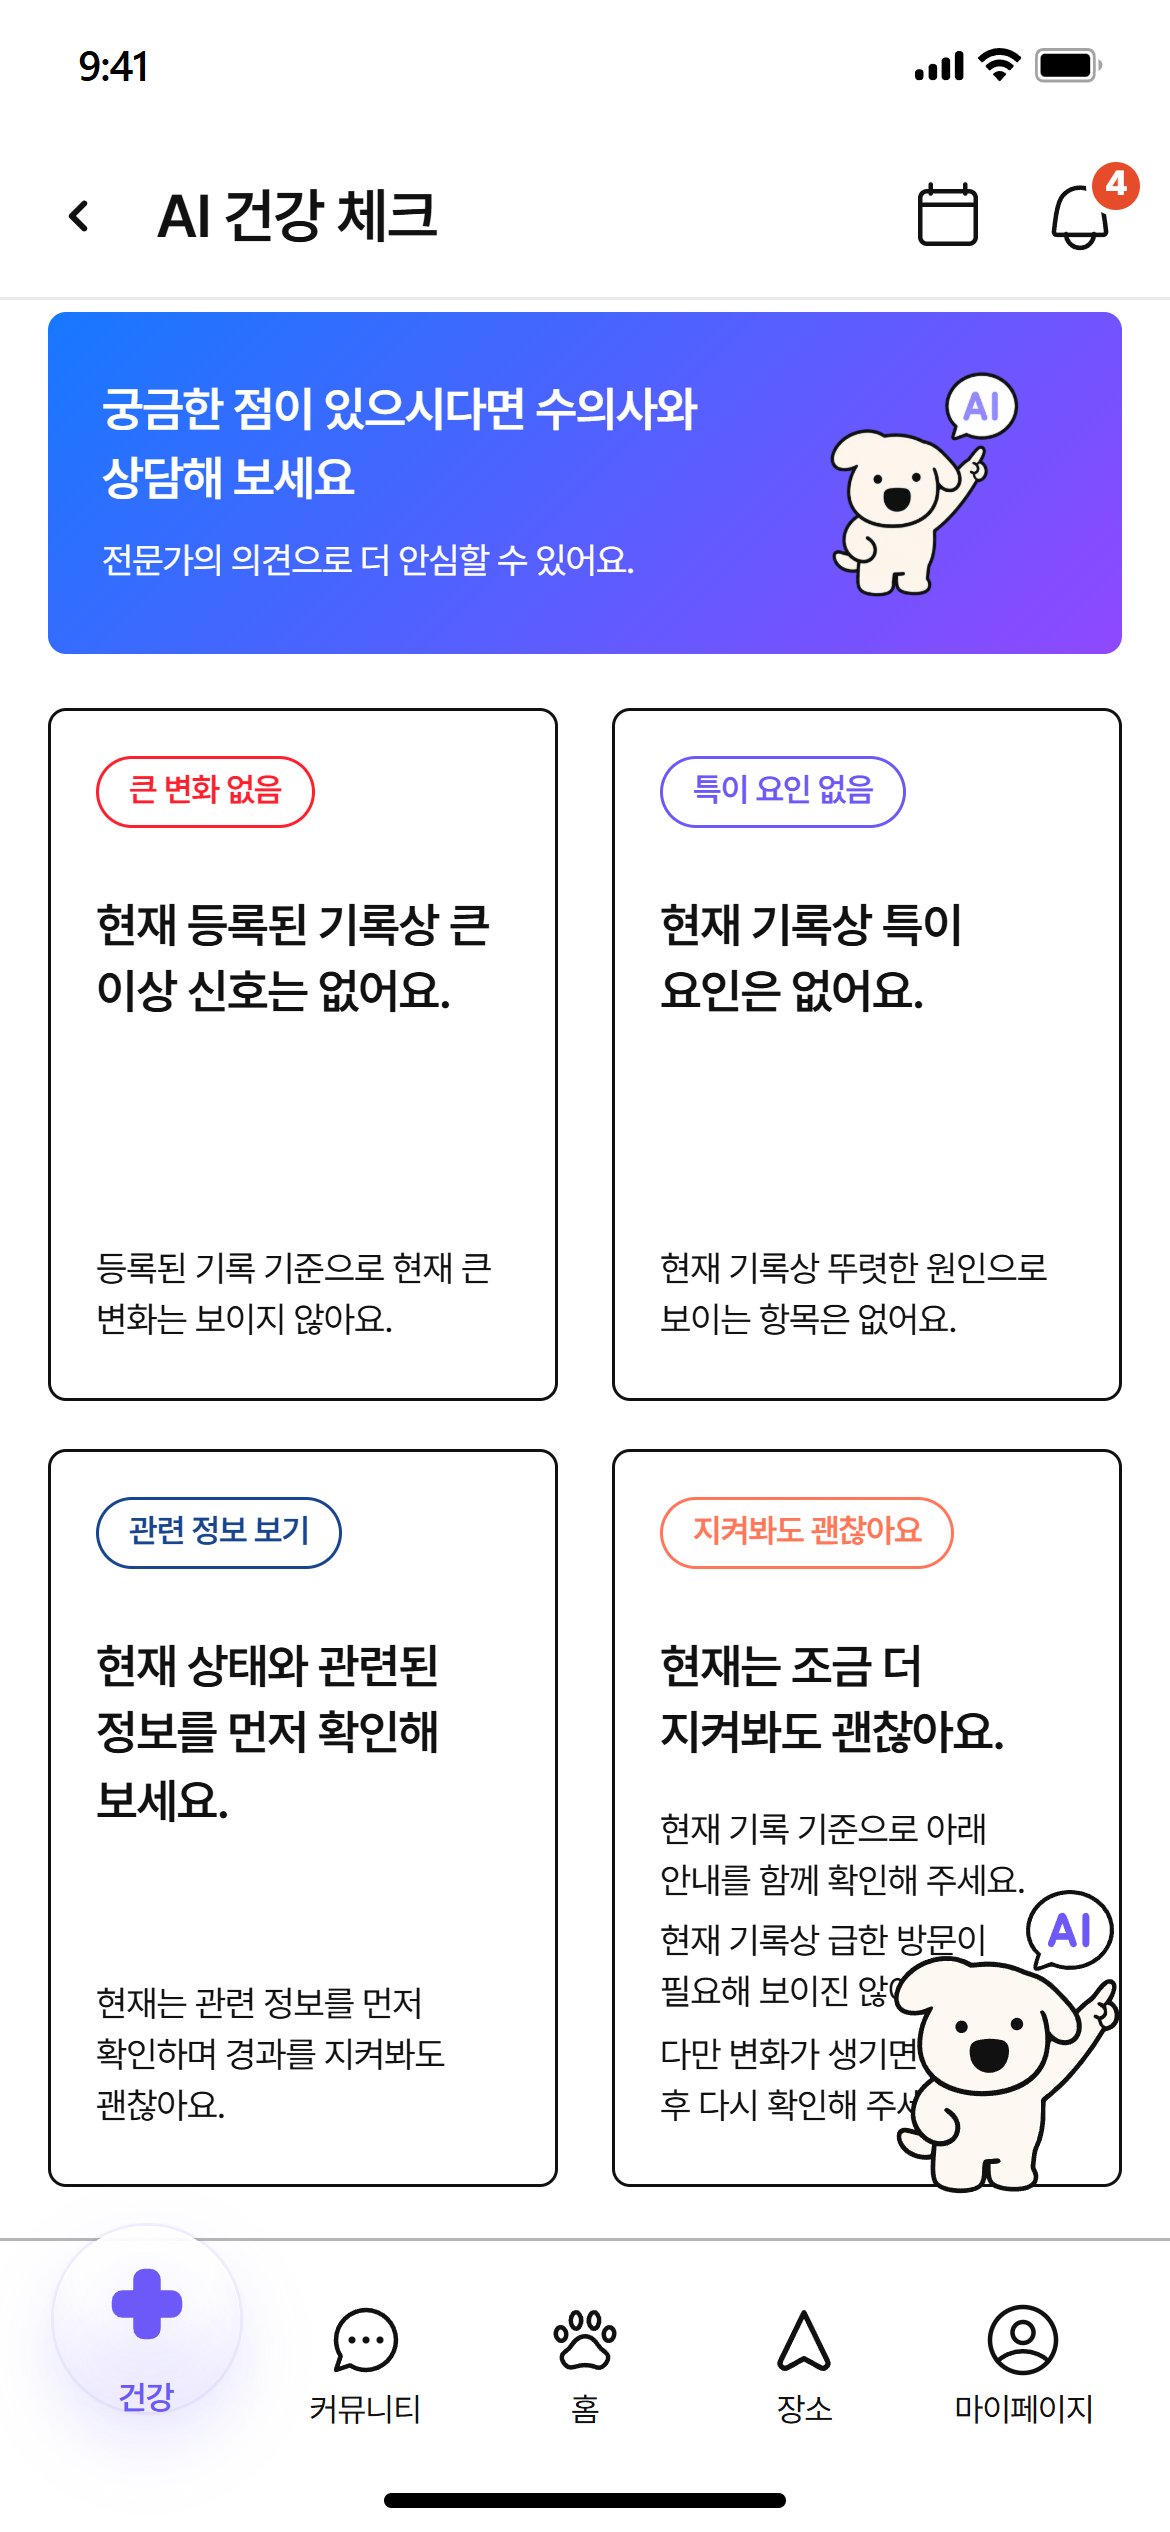 9:41
AI 건강 체크
4
궁금한 점이 있으시다면 수의사와
상담해 보세요
전문가의 의견으로 더 안심할 수 있어요.
AI
큰 변화 없음
현재 등록된 기록상 큰
이상 신호는 없어요.
등록된 기록 기준으로 현재 큰
변화는 보이지 않아요.
특이 요인 없음
현재 기록상 특이
요인은 없어요.
현재 기록상 뚜렷한 원인으로
보이는 항목은 없어요.
관련 정보 보기
현재 상태와 관련된
정보를 먼저 확인해
보세요.
현재는 관련 정보를 먼저
확인하며 경과를 지켜봐도
괜찮아요.
지켜봐도 괜찮아요
현재는 조금 더
지켜봐도 괜찮아요.
현재 기록 기준으로 아래
안내를 함께 확인해 주세요.
현재 기록상 급한 방문이
필요해 보이진
다만 변화가 생기면
후 다시 확인해
AI
건강
커뮤니티
홈
장소
마이페이지